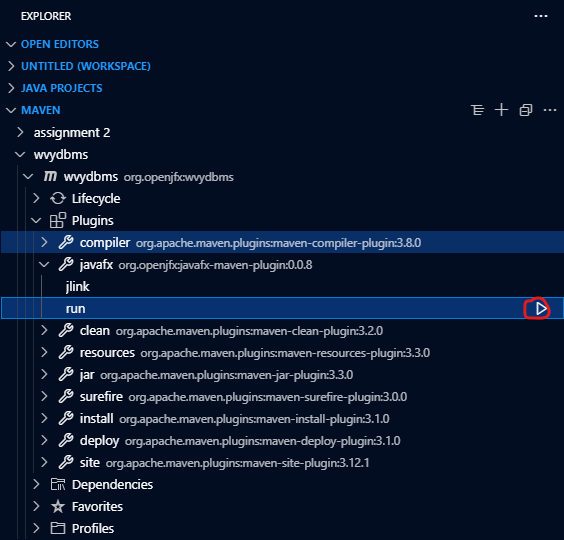 EXPLORER
OPEN EDITORS
UNTITLED (WORKSPACE)
JAVA PROJECTS
MAVEN
assignment 2
wvydbms
wvydbms org.openjfx:wvydbms
Lifecycle
Plugins
compiler org.apache.maven.plugins:maven-compiler-plugin:3.8.0
javafx org.openjfx:javafx-maven-plugin:0.0.8
jlink
run
clean org.apache.maven.plugins:maven-clean-plugin:3.2.0
resources org.apache.maven.plugins:maven-resources-plugin:3.3.0
jar org.apache.maven.plugins:maven-jar-plugin:3.3.0
surefire org.apache.maven.plugins:maven-surefire-plugin:3.0.0
install org.apache.maven.plugins:maven-install-plugin:3.1.0
deploy org.apache.maven.plugins:maven-deploy-plugin:3.1.0
site org.apache.maven.plugins:maven-site-plugin:3.12.1
Dependencies
Favorites
Profiles